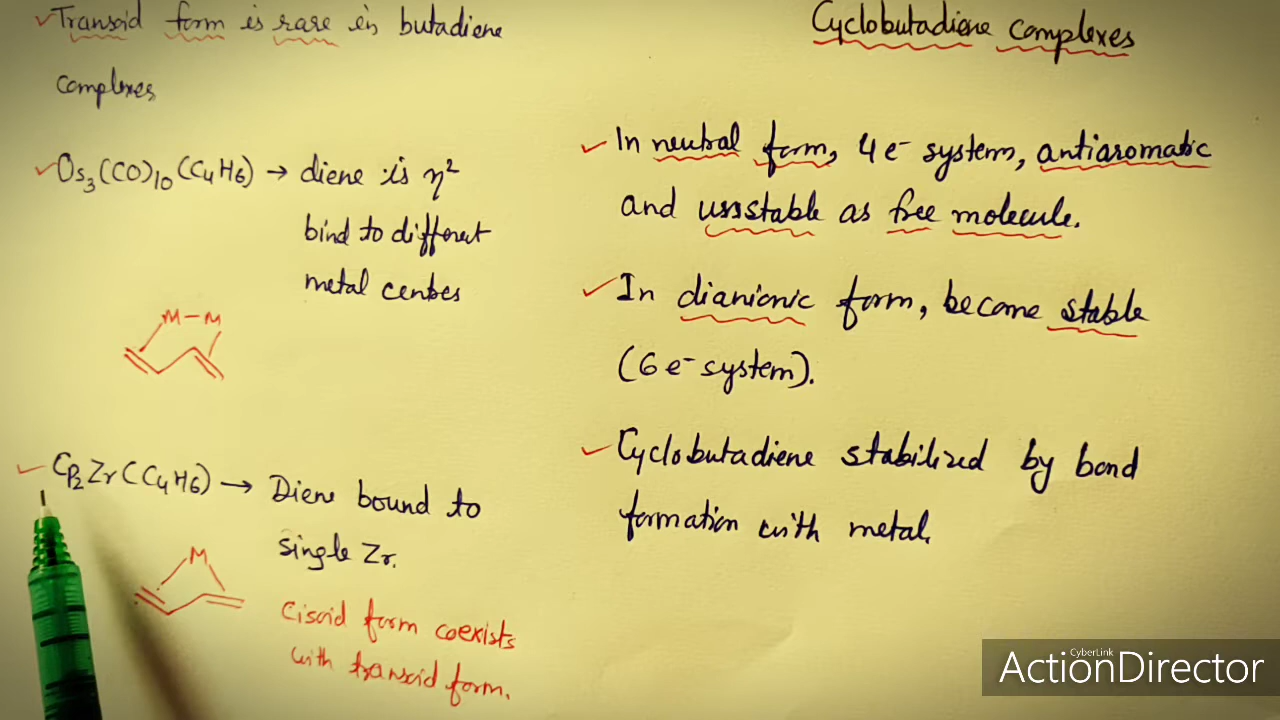 Transoid form is rare in butadiene
complexes
Os3(CO)10(C4H6) → diene is η2
bind to different
metal centres
M-M
Cp2Zr(C4H6) → Diene bound to
single Zr.
M
Cisoid form coexists
with transoid form.
Cyclobutadiene complexes
In neutral form, 4e- system, antiaromatic
and unstable as free molecule.
In dianionic form, become stable
(6e- system).
Cyclobutadiene stabilized by bond
formation with metal.
CyberLink
ActionDirector